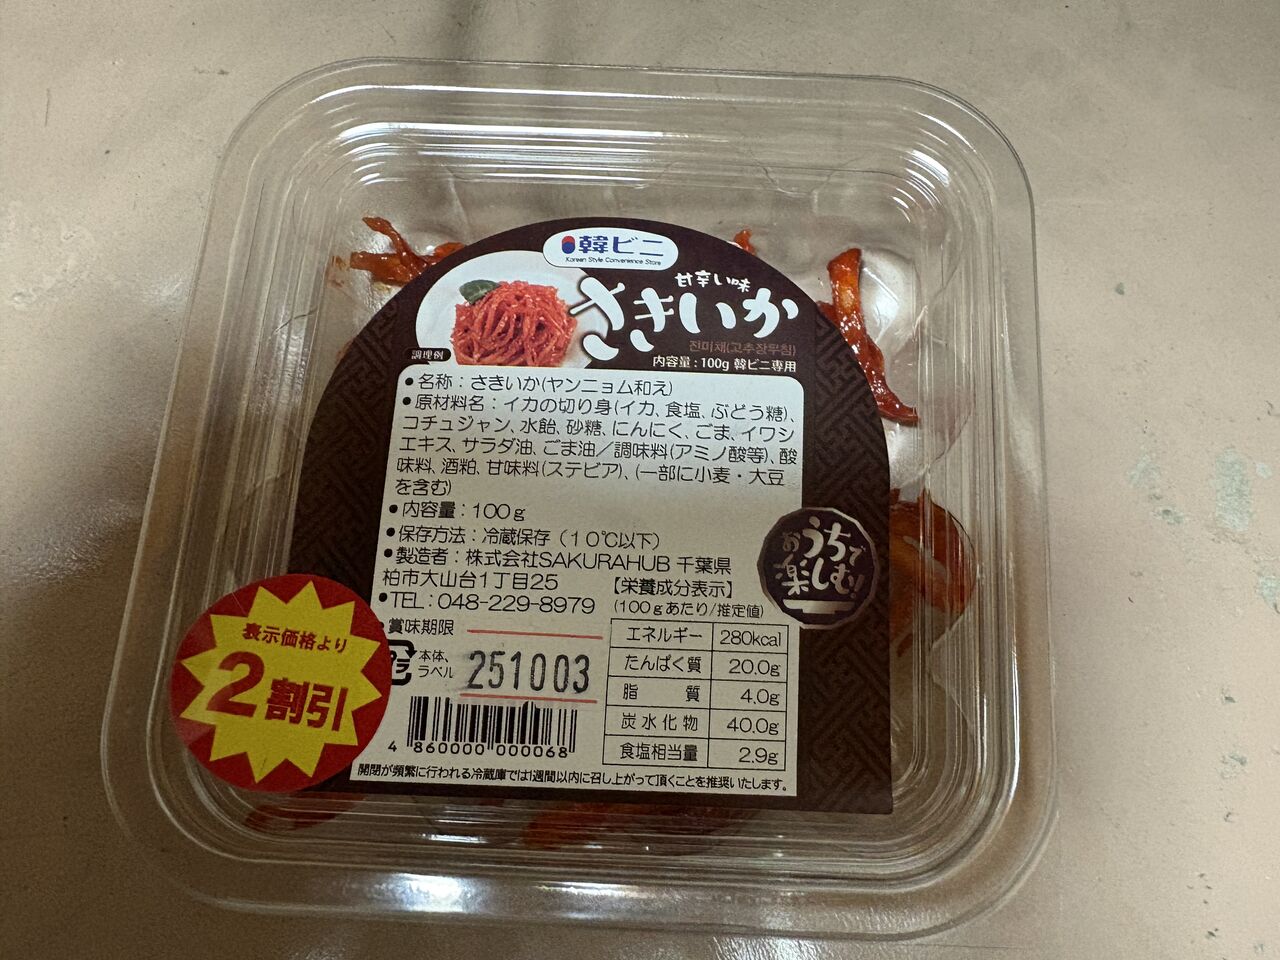 韓ビニ
Korean Style Convenience Store
甘辛い味
さきいか
진미채(고추장무침)
調理例
内容量：100g 韓ビニ専用
●名称：さきいか(ヤンニョム和え)
●原材料名：イカの切り身(イカ、食塩、ぶどう糖)、
コチュジャン、水飴、砂糖、にんにく、ごま、イワシ
エキス、サラダ油、ごま油／調味料(アミノ酸等)、酸
味料、酒粕、甘味料(ステビア)、(一部に小麦・大豆
を含む)
●内容量：100g
●保存方法：冷蔵保存（10℃以下）
●製造者：株式会社SAKURAHUB 千葉県
柏市大山台1丁目25
●TEL：048-229-8979
●賞味期限
251003
プラ
本体、
ラベル
4 860000 000068
【栄養成分表示】
(100gあたり/推定値)
エネルギー 280kcal
たんぱく質 20.0g
脂 質 4.0g
炭水化物 40.0g
食塩相当量 2.9g
開閉が頻繁に行われる冷蔵庫では1週間以内に召し上がって頂くことを推奨いたします。
おうちで
楽しむ!
表示価格より
2割引